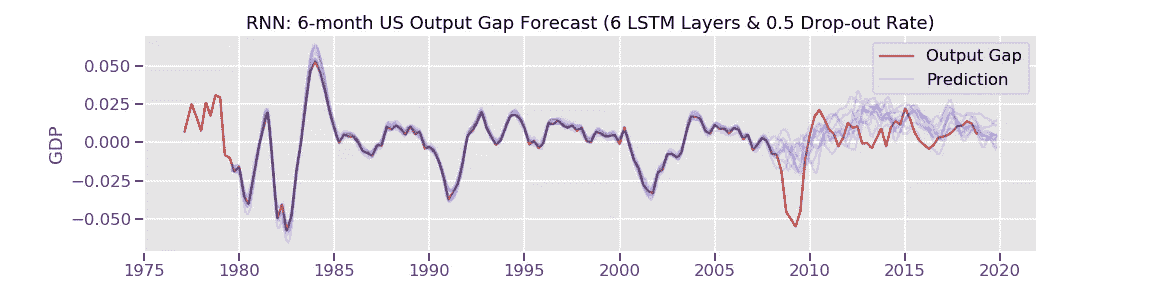 RNN: 6-month US Output Gap Forecast (6 LSTM Layers & 0.5 Drop-out Rate)
Output Gap
Prediction
0.050
0.025
0.000
−0.025
−0.050
GDP
1975 1980 1985 1990 1995 2000 2005 2010 2015 2020